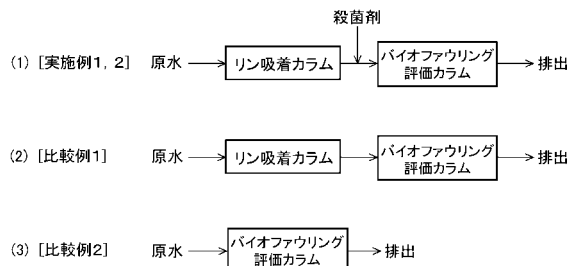 殺菌剤
(1) [実施例1, 2] 原水 リン吸着カラム バイオファウリング 評価カラム 排出
(2) [比較例1] 原水 リン吸着カラム バイオファウリング 評価カラム 排出
(3) [比較例2] 原水 バイオファウリング 評価カラム 排出